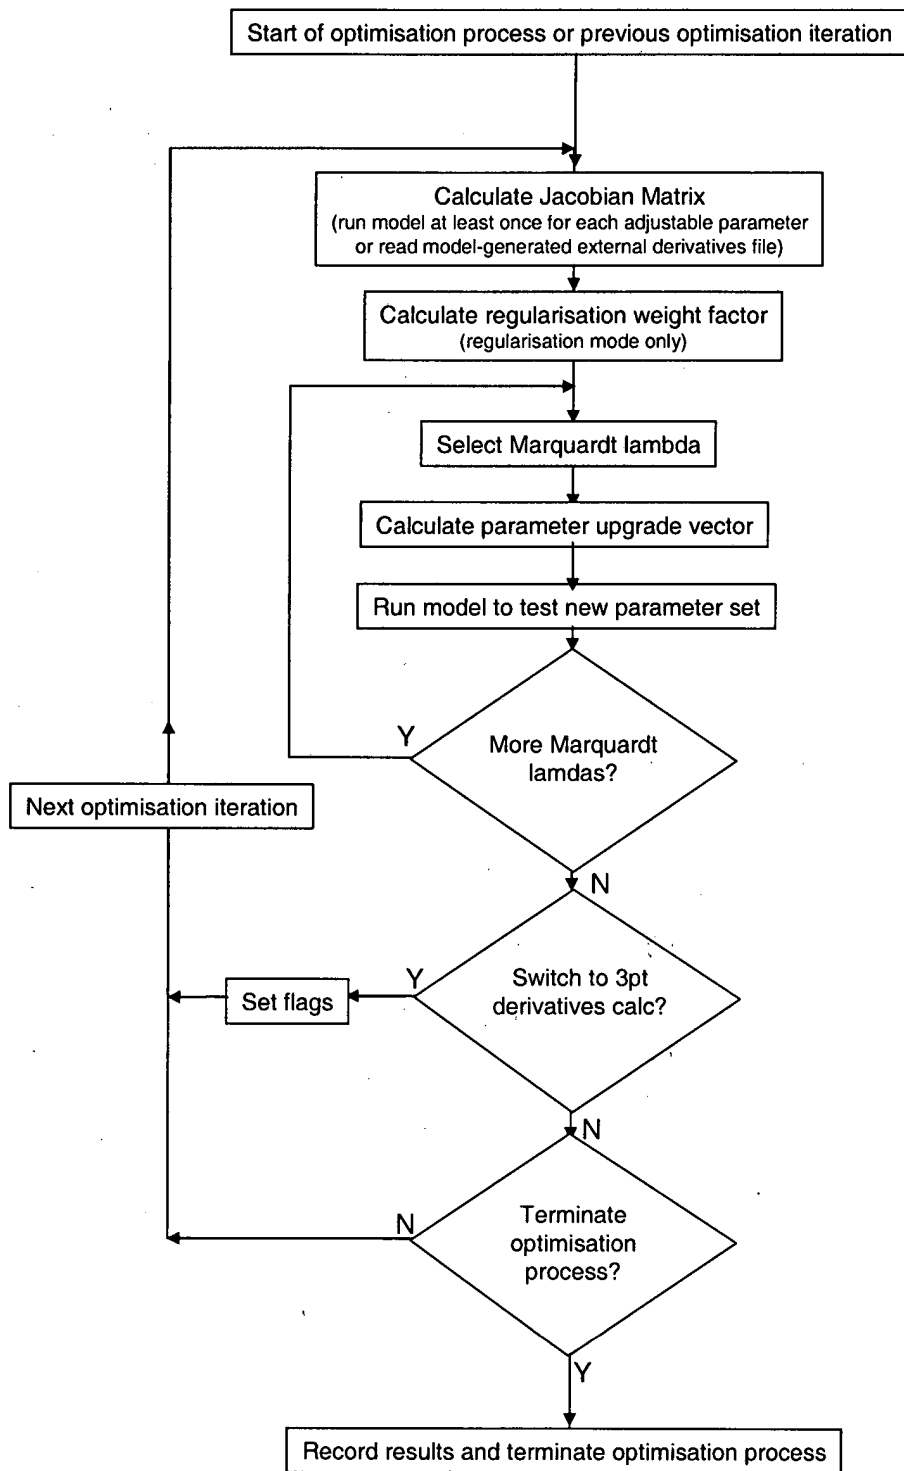 Start of optimisation process or previous optimisation iteration
Calculate Jacobian Matrix
(run model at least once for each adjustable parameter
or read model-generated external derivatives file)
Calculate regularisation weight factor
(regularisation mode only)
Select Marquardt lambda
Calculate parameter upgrade vector
Run model to test new parameter set
Y
More Marquardt
lamdas?
Next optimisation iteration
N
Y
Switch to 3pt
derivatives calc?
Set flags
N
N
Terminate
optimisation
process?
Y
Record results and terminate optimisation process